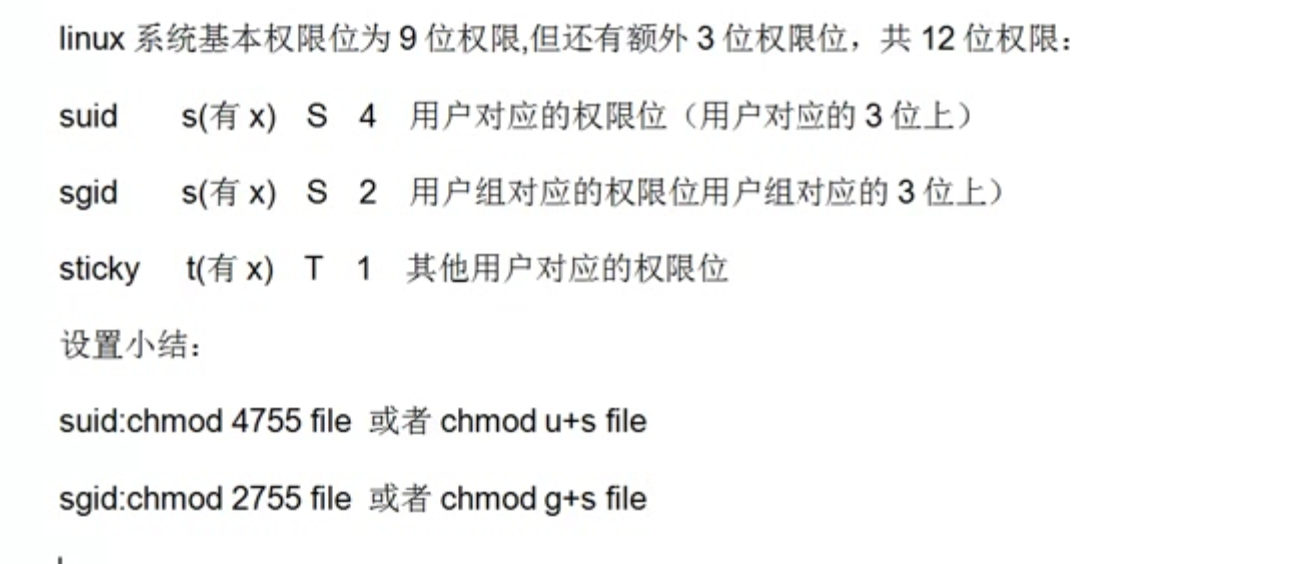 linux 系统基本权限位为 9 位权限,但还有额外 3 位权限位，共 12 位权限：
suid s(有 x) S 4 用户对应的权限位（用户对应的 3 位上）
sgid s(有 x) S 2 用户组对应的权限位用户组对应的 3 位上）
sticky t(有 x) T 1 其他用户对应的权限位
设置小结：
suid:chmod 4755 file 或者 chmod u+s file
sgid:chmod 2755 file 或者 chmod g+s file